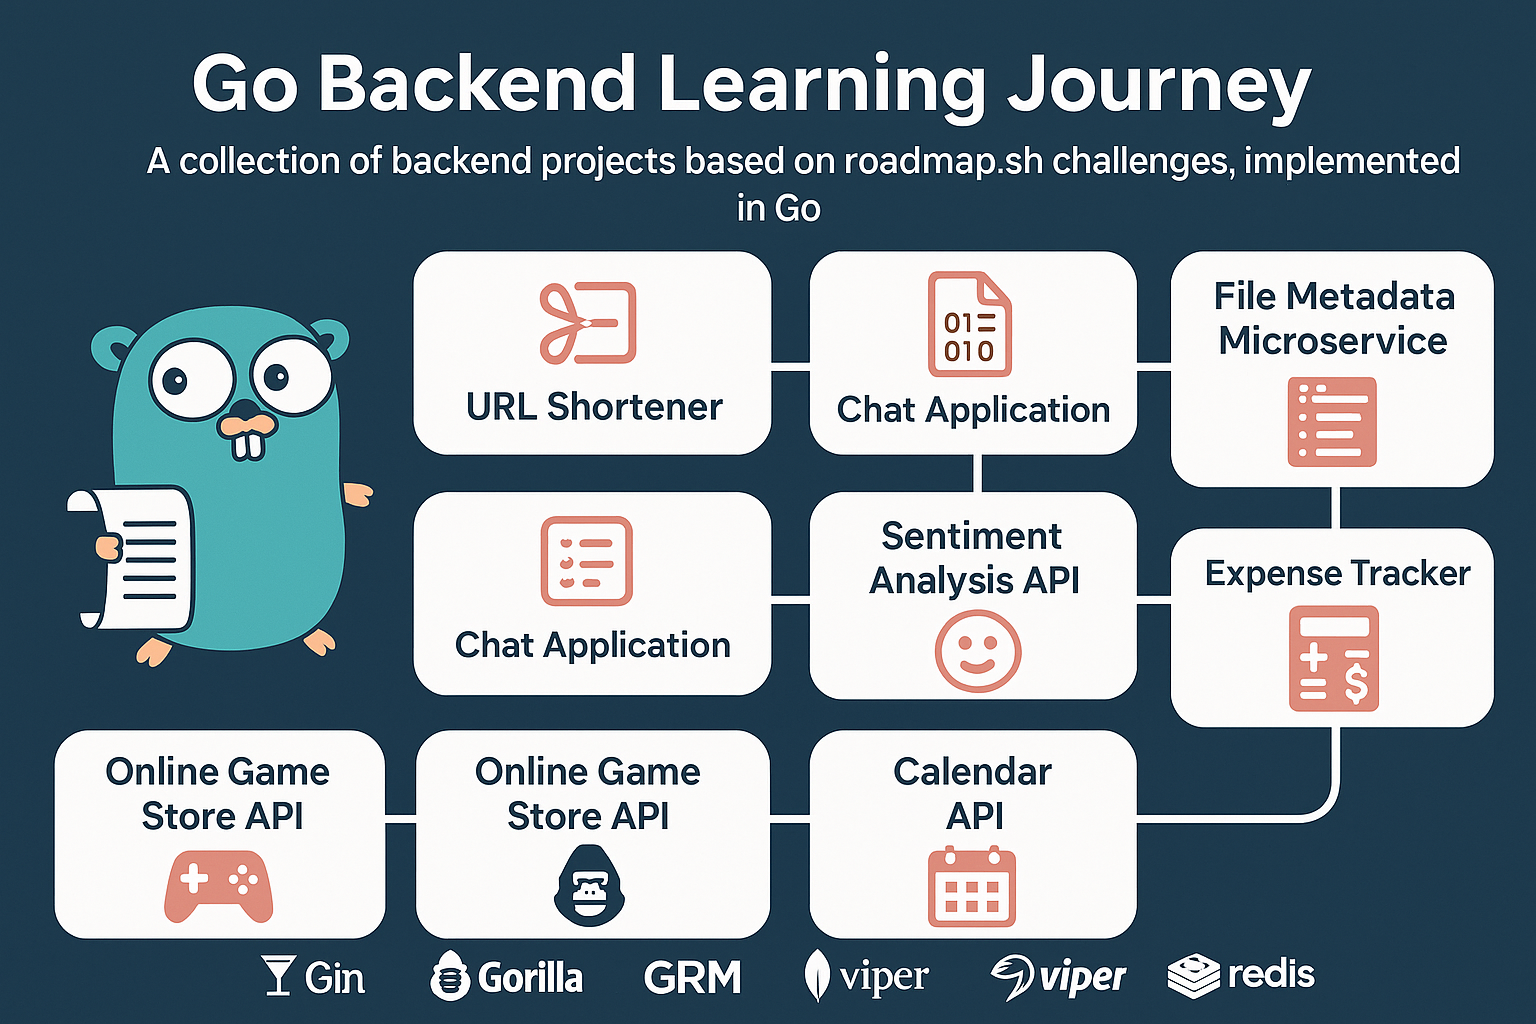 Go Backend Learning Journey
A collection of backend projects based on roadmap.sh challenges, implemented
in Go
URL Shortener
01
010
Chat Application
File Metadata
Microservice
Chat Application
Sentiment
Analysis API
Expense Tracker
$
Online Game
Store API
Online Game
Store API
Calendar
API
Gin
Gorilla
GRM
viper
viper
redis